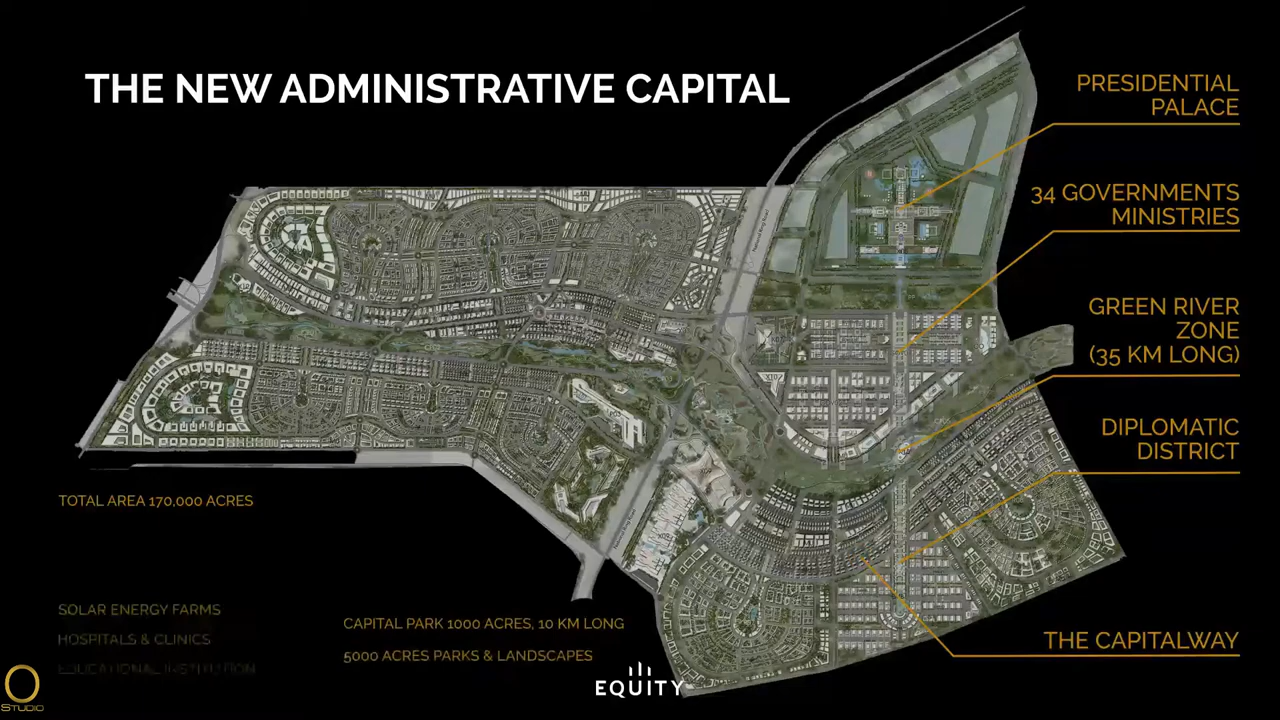 THE NEW ADMINISTRATIVE CAPITAL
PRESIDENTIAL
PALACE
34 GOVERNMENTS
MINISTRIES
GREEN RIVER
ZONE
(35 KM LONG)
DIPLOMATIC
DISTRICT
THE CAPITALWAY
TOTAL AREA 170,000 ACRES
SOLAR ENERGY FARMS
HOSPITALS & CLINICS
EDUCATIONAL INSTITUTION
CAPITAL PARK 1000 ACRES, 10 KM LONG
5000 ACRES PARKS & LANDSCAPES
EQUITY
O
STUDIO